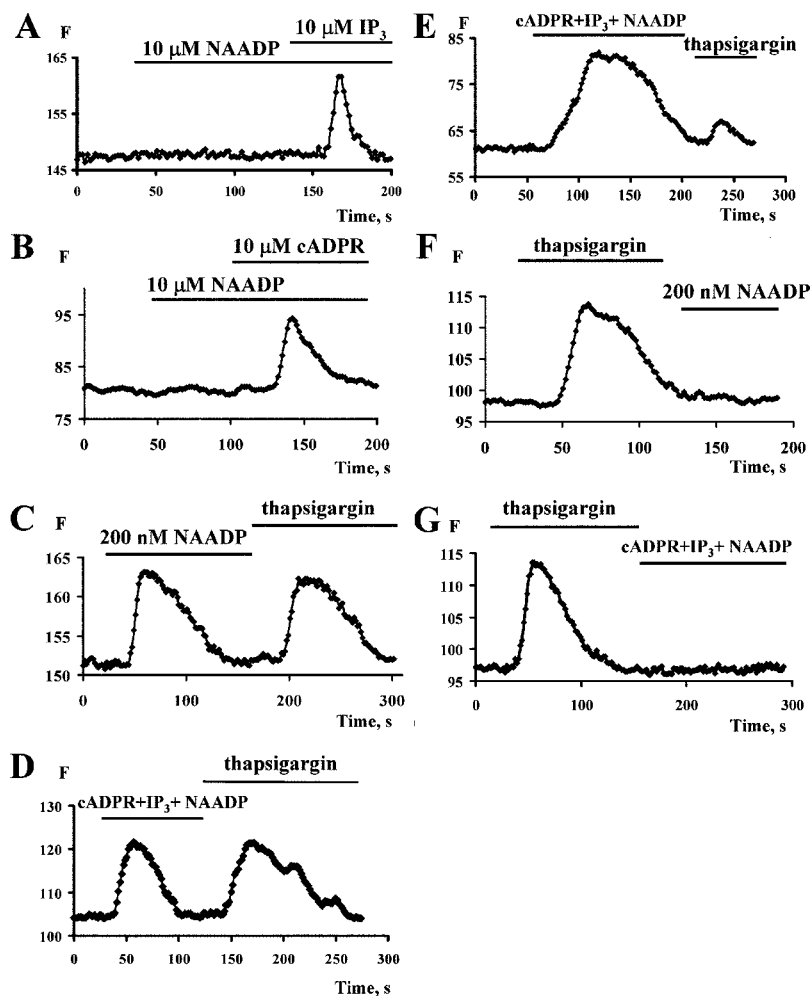 A
F
10 μM IP3
10 μM NAADP
165
155
145
0
50
100
150
200
Time, s
B
F
10 μM cADPR
10 μM NAADP
95
85
75
0
50
100
150
200
Time, s
C
F
thapsigargin
200 nM NAADP
165
160
155
150
0
100
200
300
Time, s
D
F
thapsigargin
cADPR+IP3+ NAADP
130
120
110
100
0
50
100
150
200
250
300
Time, s
E
F
cADPR+IP3+ NAADP
thapsigargin
85
75
65
55
0
50
100
150
200
250
300
Time, s
F
F
thapsigargin
200 nM NAADP
115
110
105
100
95
0
50
100
150
200
Time, s
G
F
thapsigargin
cADPR+IP3+ NAADP
115
110
105
100
95
0
100
200
300
Time, s